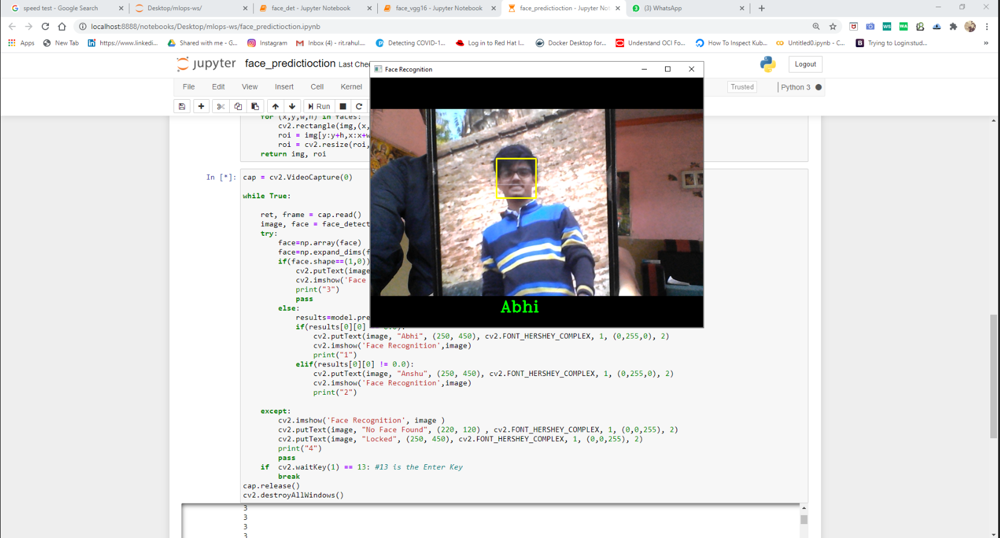 speed test - Google Search
Desktop/mlops-ws/
face_det - Jupyter Notebook
face_vgg16 - Jupyter Notebook
face_predictioction - Jupyter Not
(3) WhatsApp
localhost:8888/notebooks/Desktop/mlops-ws/face_predictioction.ipynb
Apps
New Tab
https://www.linkedi...
Shared with me - G...
Instagram
Inbox (4) - rit.rahul....
Detecting COVID-1...
Log in to Red Hat I...
Docker Desktop for...
Understand OCI Fo...
How To Inspect Kub...
Untitled0.ipynb - C...
Trying to Login:stud...
»
jupyter face_predictioction Last Che
Logout
File Edit View Insert Cell Kernel
Trusted
Python 3
Run
Face Recognition
for (x,y,w,h) in faces:
cv2.rectangle(img,(x,
roi = img[y:y+h,x:x+w
roi = cv2.resize(roi,
return img, roi
In [*]: cap = cv2.VideoCapture(0)
while True:
ret, frame = cap.read()
image, face = face_detect
try:
face=np.array(face)
face=np.expand_dims(f
if(face.shape==(1,0))
cv2.putText(image
cv2.imshow('Face
print("3")
pass
else:
results=model.pre
if(results[0][0] == 0.0):
cv2.putText(image, "Abhi", (250, 450), cv2.FONT_HERSHEY_COMPLEX, 1, (0,255,0), 2)
cv2.imshow('Face Recognition',image)
print("1")
elif(results[0][0] != 0.0):
cv2.putText(image, "Anshu", (250, 450), cv2.FONT_HERSHEY_COMPLEX, 1, (0,255,0), 2)
cv2.imshow('Face Recognition',image)
print("2")
except:
cv2.imshow('Face Recognition', image )
cv2.putText(image, "No Face Found", (220, 120) , cv2.FONT_HERSHEY_COMPLEX, 1, (0,0,255), 2)
cv2.putText(image, "Locked", (250, 450), cv2.FONT_HERSHEY_COMPLEX, 1, (0,0,255), 2)
print("4")
pass
if cv2.waitKey(1) == 13: #13 is the Enter Key
break
cap.release()
cv2.destroyAllWindows()
Abhi
3
3
3
3